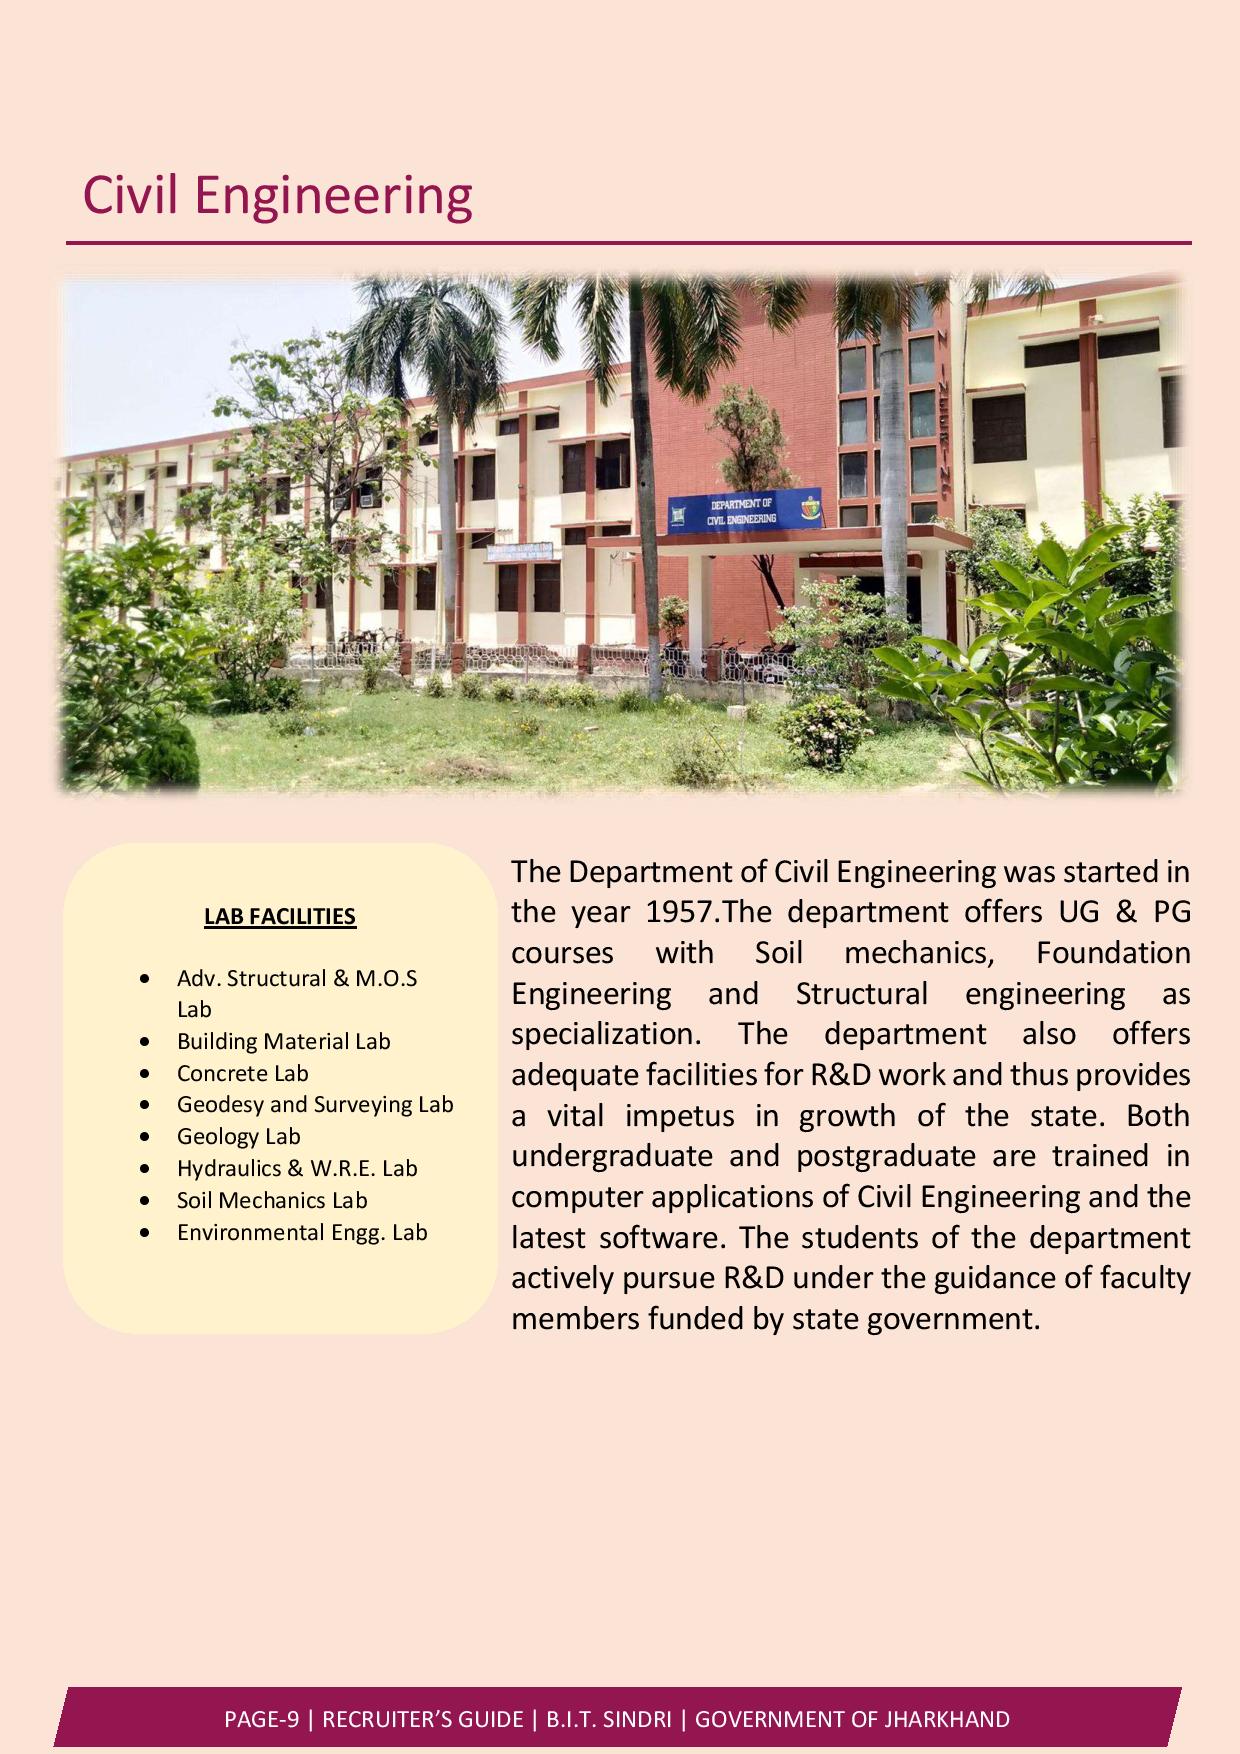 Civil Engineering
N INEERING
DEPARTMENT OF
CIVIL ENGINEERING
LAB FACILITIES
• Adv. Structural & M.O.S
Lab
• Building Material Lab
• Concrete Lab
• Geodesy and Surveying Lab
• Geology Lab
• Hydraulics & W.R.E. Lab
• Soil Mechanics Lab
• Environmental Engg. Lab
The Department of Civil Engineering was started in
the year 1957.The department offers UG & PG
courses with Soil mechanics, Foundation
Engineering and Structural engineering as
specialization. The department also offers
adequate facilities for R&D work and thus provides
a vital impetus in growth of the state. Both
undergraduate and postgraduate are trained in
computer applications of Civil Engineering and the
latest software. The students of the department
actively pursue R&D under the guidance of faculty
members funded by state government.
PAGE-9 | RECRUITER’S GUIDE | B.I.T. SINDRI | GOVERNMENT OF JHARKHAND